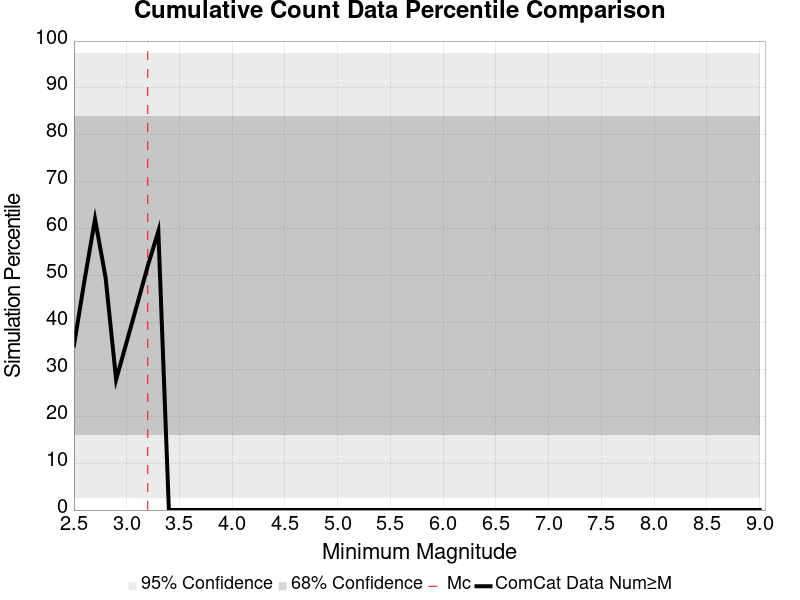 Cumulative Count Data Percentile Comparison
100
90
80
70
60
50
40
30
20
10
0
Simulation Percentile
2.5 3.0 3.5 4.0 4.5 5.0 5.5 6.0 6.5 7.0 7.5 8.0 8.5 9.0
Minimum Magnitude
95% Confidence 68% Confidence Mc ComCat Data Num≥M